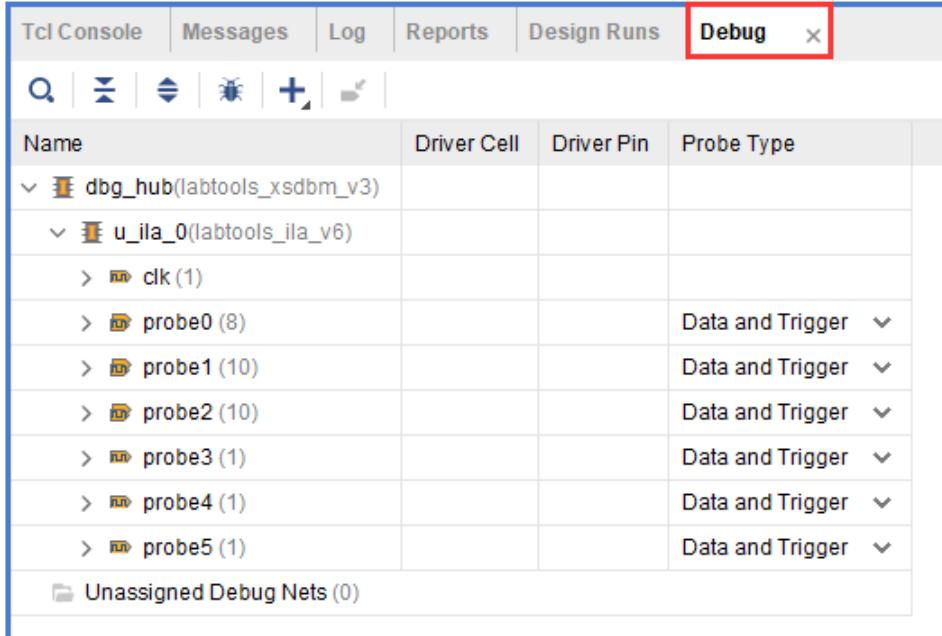 Tcl Console Messages Log Reports Design Runs Debug
Name Driver Cell Driver Pin Probe Type
dbg_hub(labtools_xsdbm_v3)
u_ila_0(labtools_ila_v6)
clk (1)
probe0 (8) Data and Trigger
probe1 (10) Data and Trigger
probe2 (10) Data and Trigger
probe3 (1) Data and Trigger
probe4 (1) Data and Trigger
probe5 (1) Data and Trigger
Unassigned Debug Nets (0)